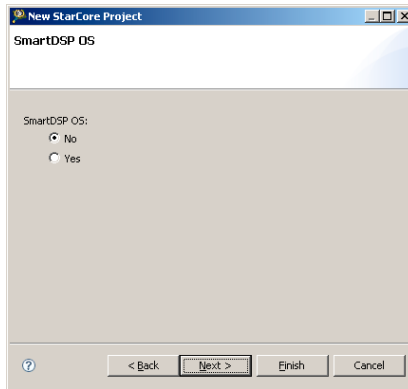 New StarCore Project
SmartDSP OS
SmartDSP OS:
No
Yes
?
< Back
Next >
Finish
Cancel